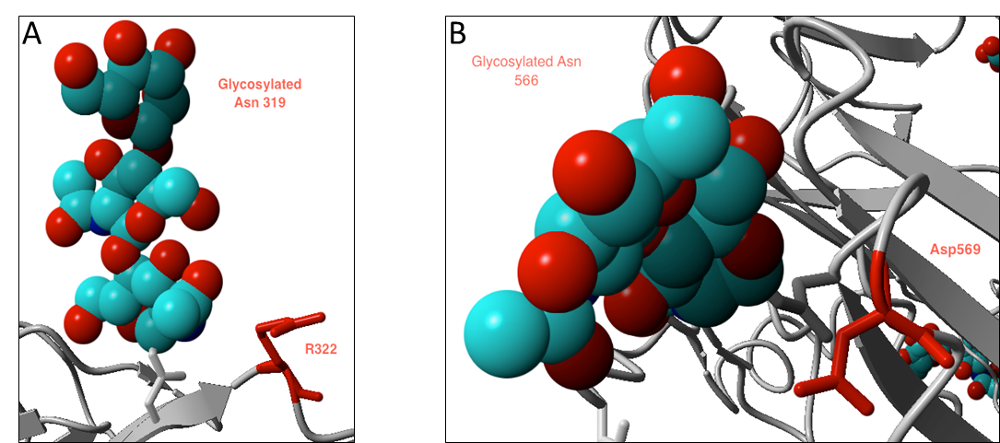 A
Glycosylated
Asn 319
R322
B
Glycosylated Asn
566
Asp569